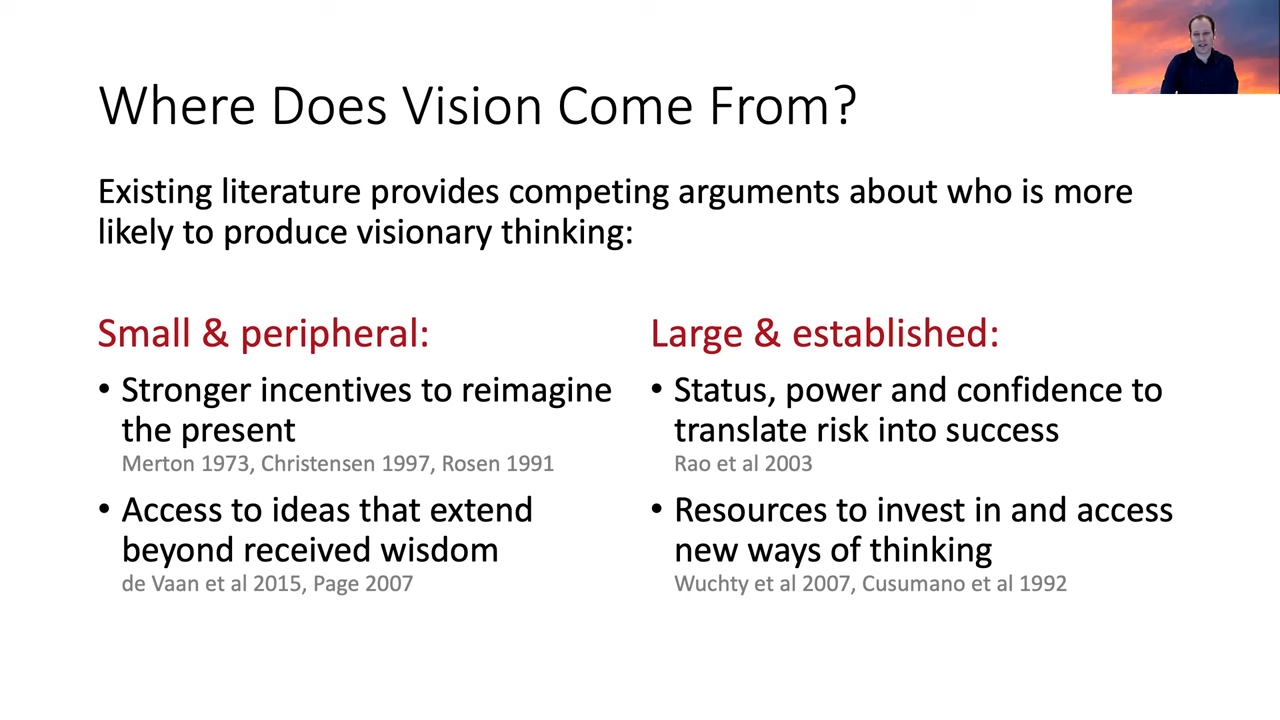 Where Does Vision Come From?
Existing literature provides competing arguments about who is more
likely to produce visionary thinking:
Small & peripheral:
• Stronger incentives to reimagine
the present
Merton 1973, Christensen 1997, Rosen 1991
• Access to ideas that extend
beyond received wisdom
de Vaan et al 2015, Page 2007
Large & established:
• Status, power and confidence to
translate risk into success
Rao et al 2003
• Resources to invest in and access
new ways of thinking
Wuchty et al 2007, Cusumano et al 1992